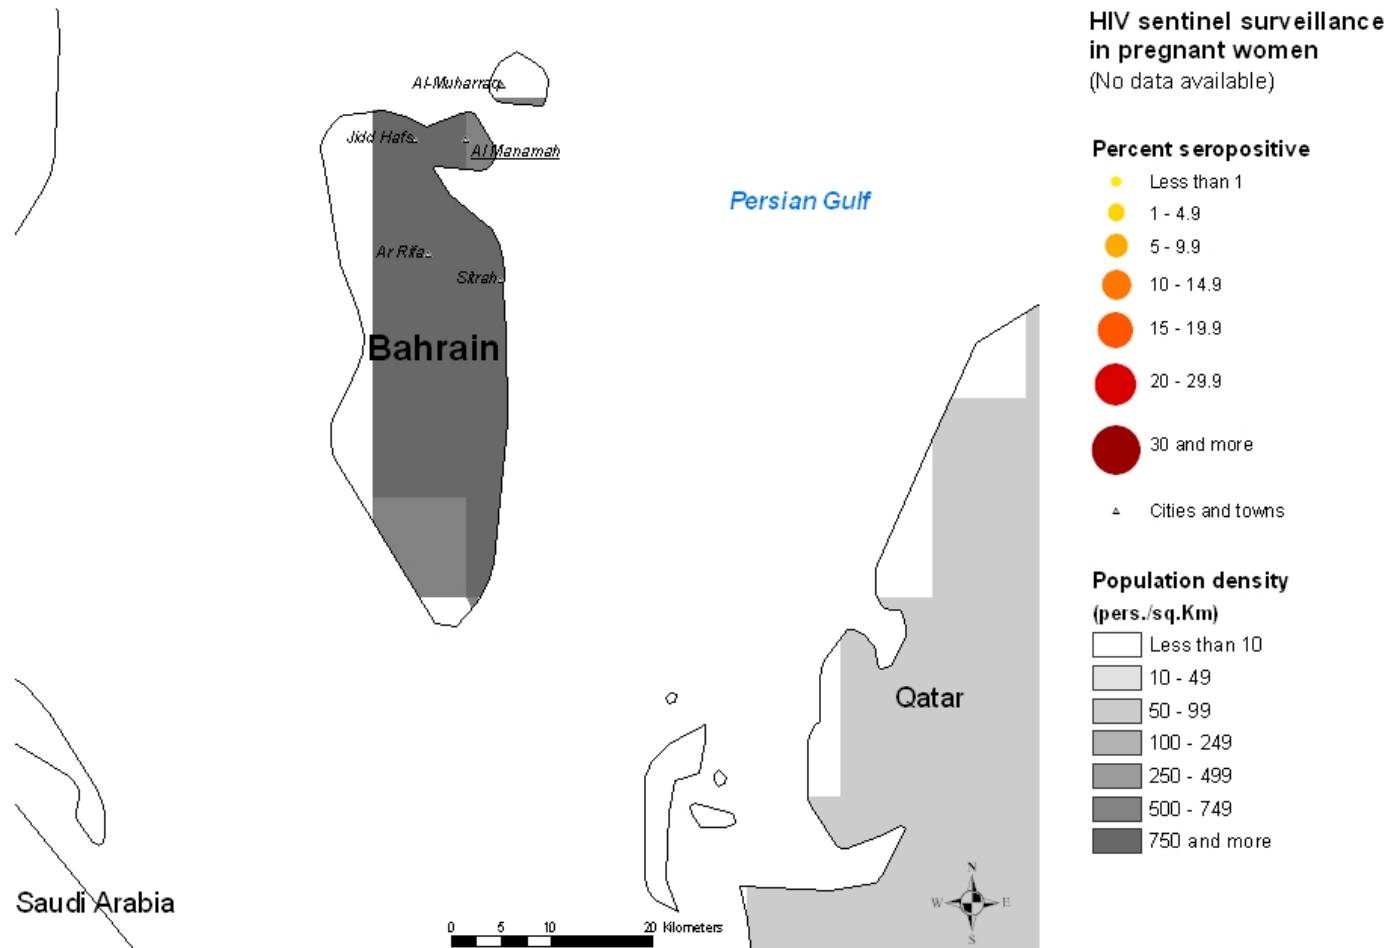 HIV sentinel surveillance
in pregnant women
(No data available)
Al-Muharraq
Jidd Hafs
Al Manamah
Persian Gulf
Ar Rifa
Sitrah
Bahrain
Qatar
Saudi Arabia
Percent seropositive
Less than 1
1 - 4.9
5 - 9.9
10 - 14.9
15 - 19.9
20 - 29.9
30 and more
Cities and towns
Population density
(pers./sq.Km)
Less than 10
10 - 49
50 - 99
100 - 249
250 - 499
500 - 749
750 and more
N
W E
S
0 5 10 20 Kilometers